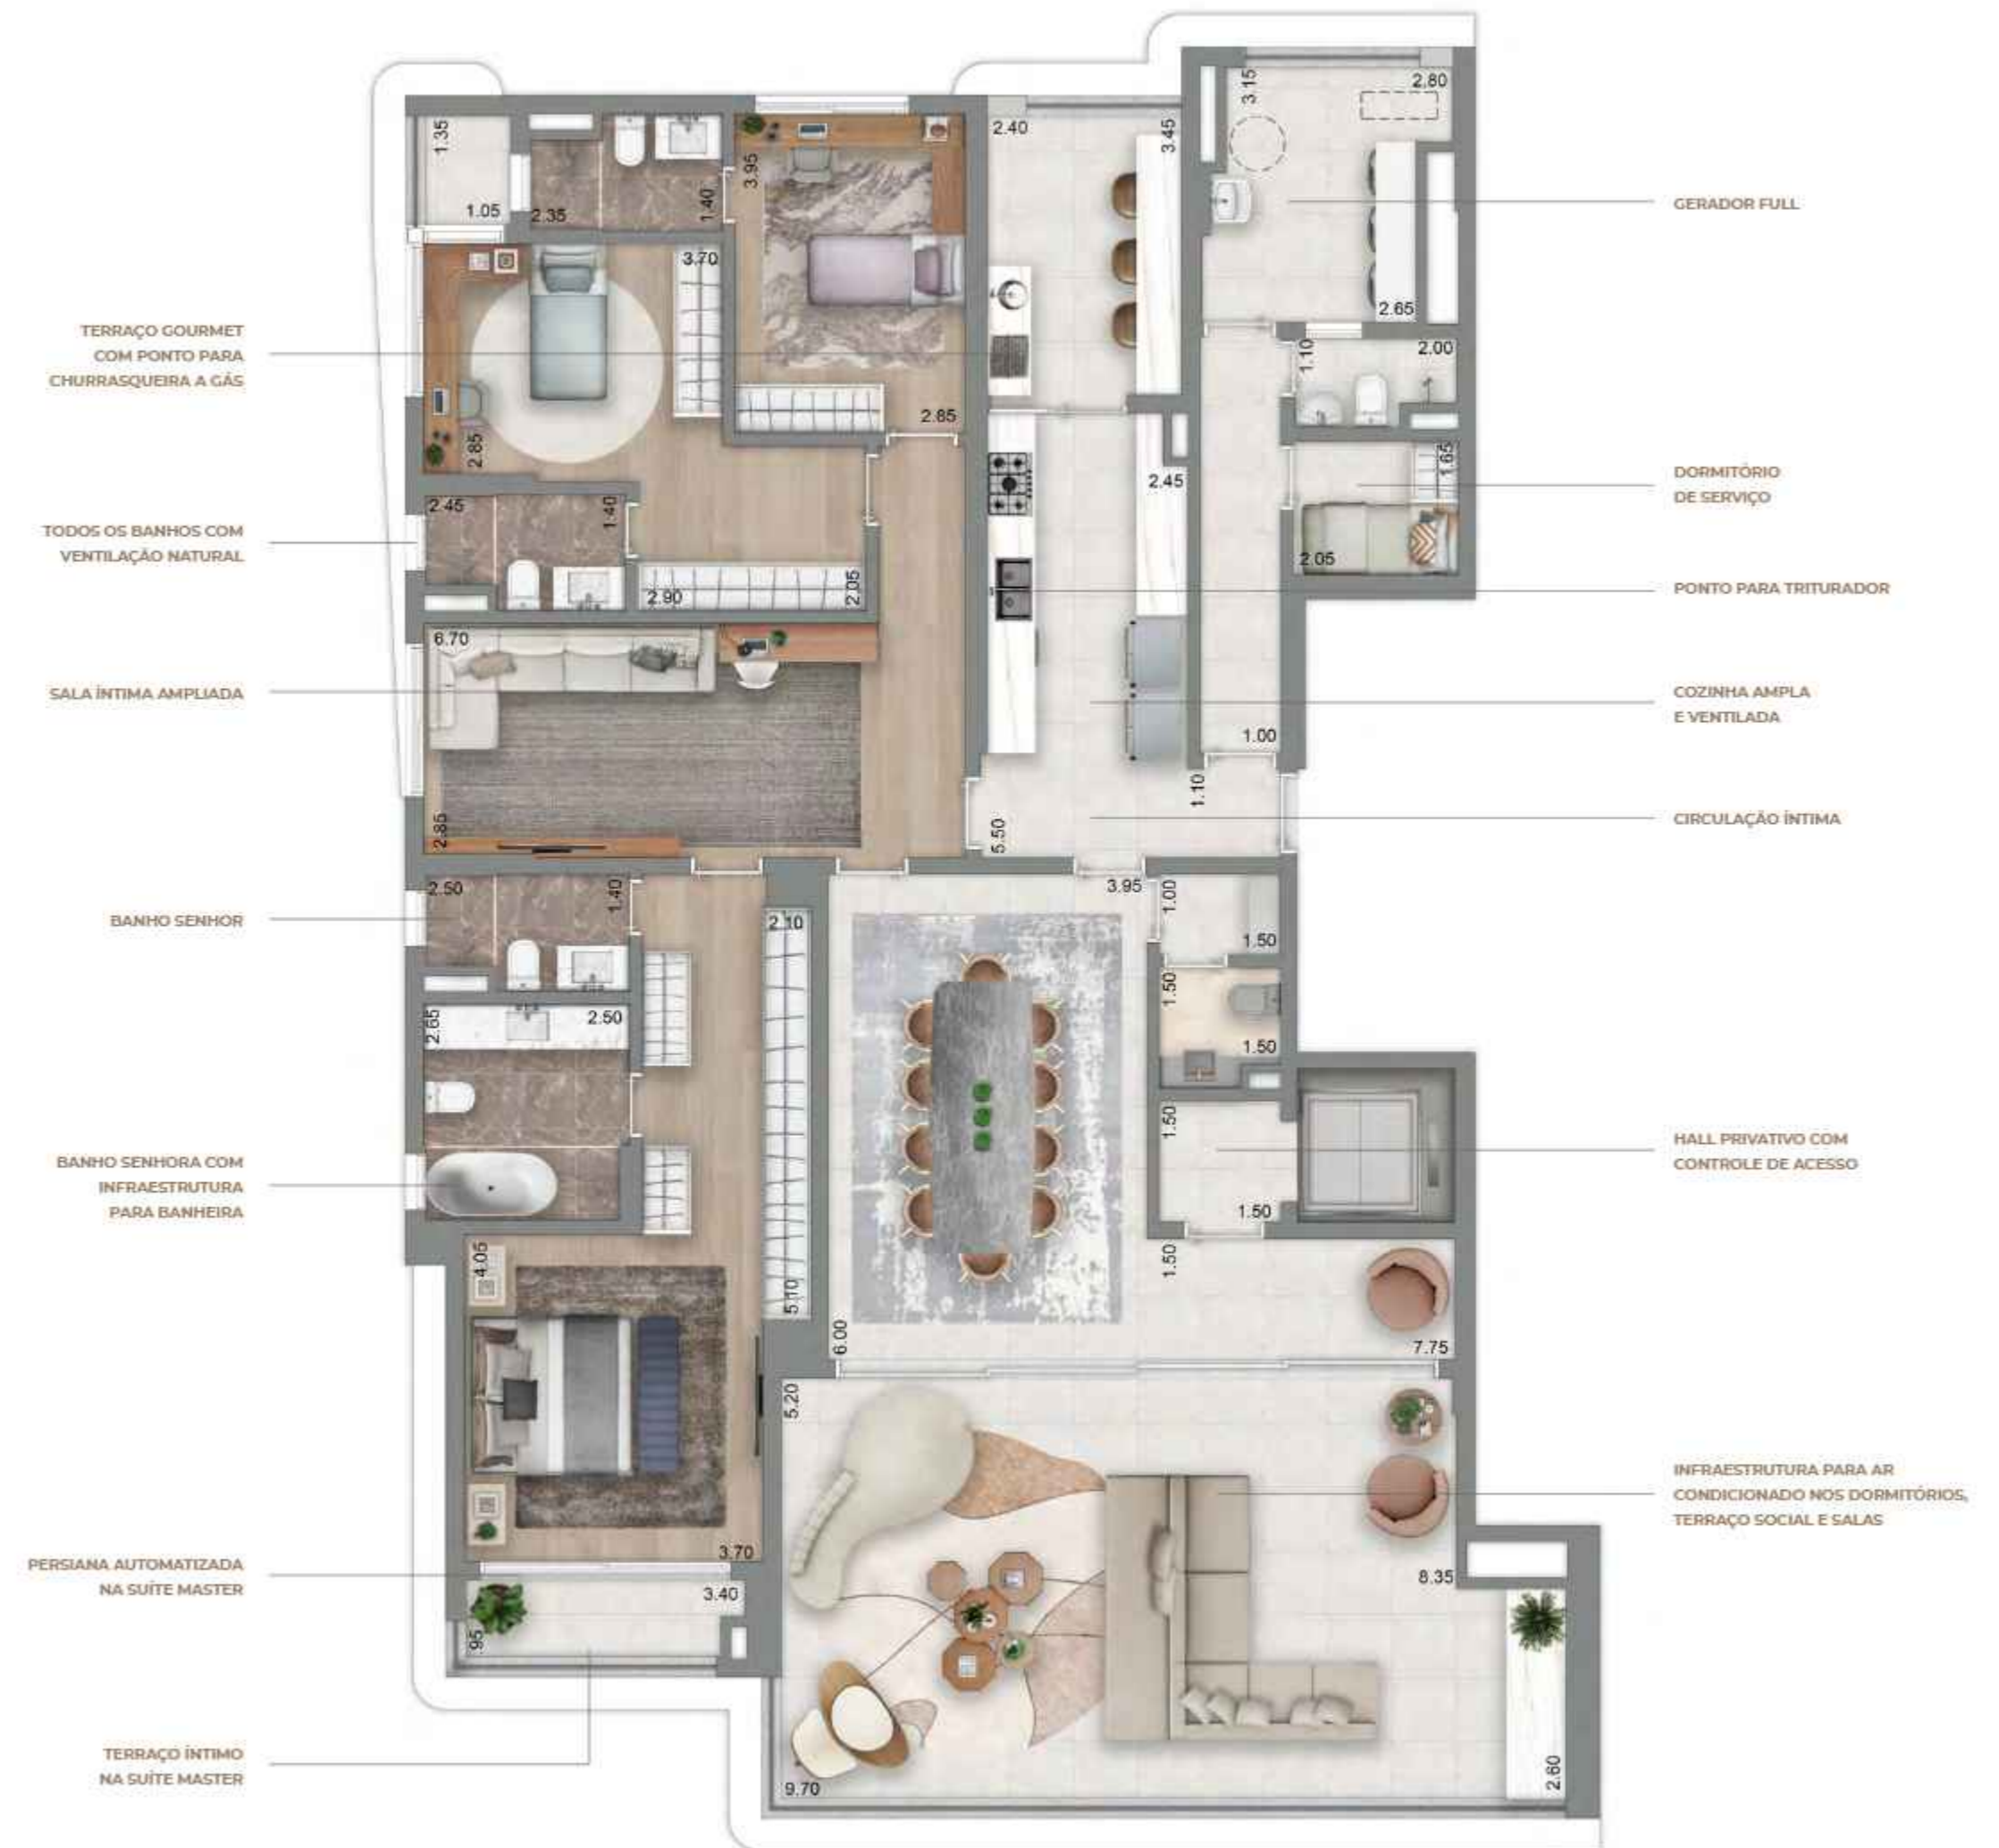 TERRAÇO GOURMET
COM PONTO PARA
CHURRASQUEIRA A GÁS
TODOS OS BANHOS COM
VENTILAÇÃO NATURAL
SALA ÍNTIMA AMPLIADA
BANHO SENHOR
BANHO SENHORA COM
INFRAESTRUTURA
PARA BANHEIRA
PERSIANA AUTOMATIZADA
NA SUÍTE MASTER
TERRAÇO ÍNTIMO
NA SUÍTE MASTER
1.35
1.05
2.35
1.40
3.95
3.70
2.85
2.85
2.45
1.40
2.90
2.05
6.70
2.85
2.50
1.40
2.10
2.65
2.50
4.05
5.10
3.70
3.40
.95
2.40
3.45
3.15
2.80
2.65
1.10
2.00
2.45
1.65
2.05
1.00
1.10
5.50
3.95
1.00
1.50
1.50
1.50
1.50
1.50
1.50
6.00
7.75
5.20
8.35
9.70
2.60
GERADOR FULL
DORMITÓRIO
DE SERVIÇO
PONTO PARA TRITURADOR
COZINHA AMPLA
E VENTILADA
CIRCULAÇÃO ÍNTIMA
HALL PRIVATIVO COM
CONTROLE DE ACESSO
INFRAESTRUTURA PARA AR
CONDICIONADO NOS DORMITÓRIOS,
TERRAÇO SOCIAL E SALAS